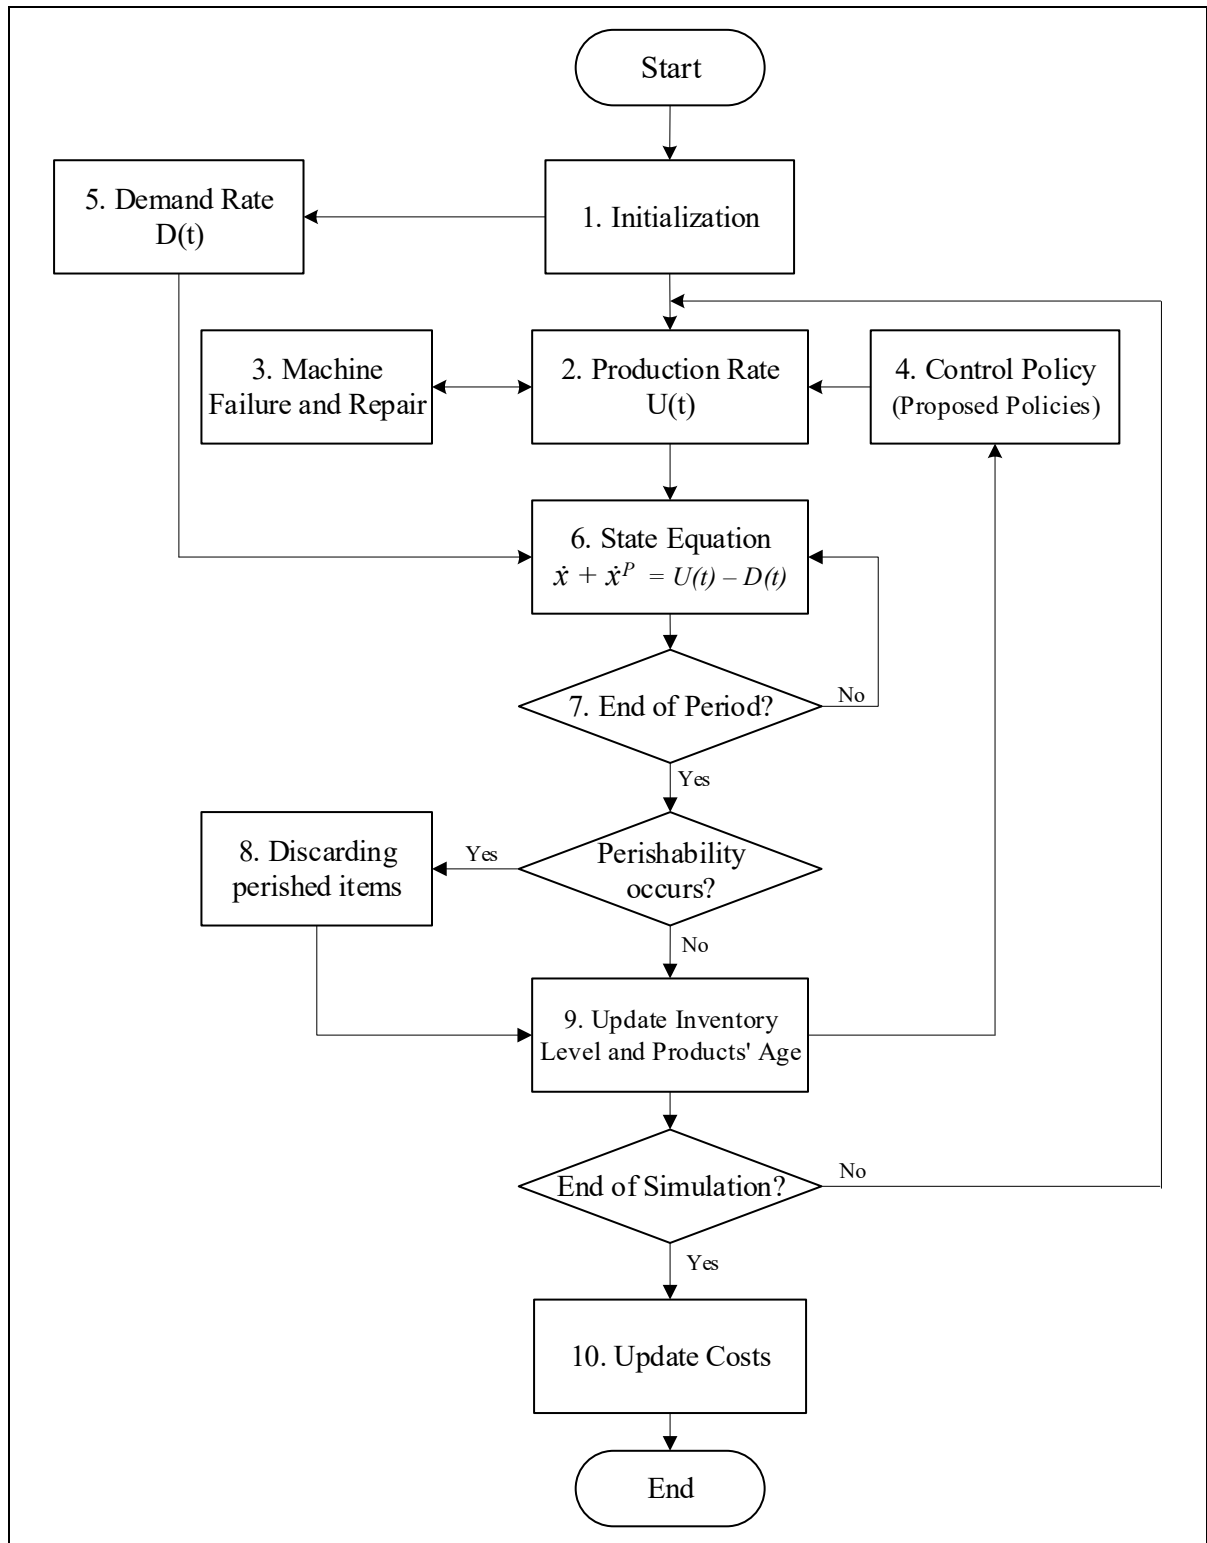 Start
5. Demand Rate
D(t)
1. Initialization
3. Machine
Failure and Repair
2. Production Rate
U(t)
4. Control Policy
(Proposed Policies)
6. State Equation
ẋ + ẋᴾ = U(t) – D(t)
7. End of Period?
No
Yes
8. Discarding
perished items
Yes
Perishability
occurs?
No
9. Update Inventory
Level and Products' Age
End of Simulation?
No
Yes
10. Update Costs
End